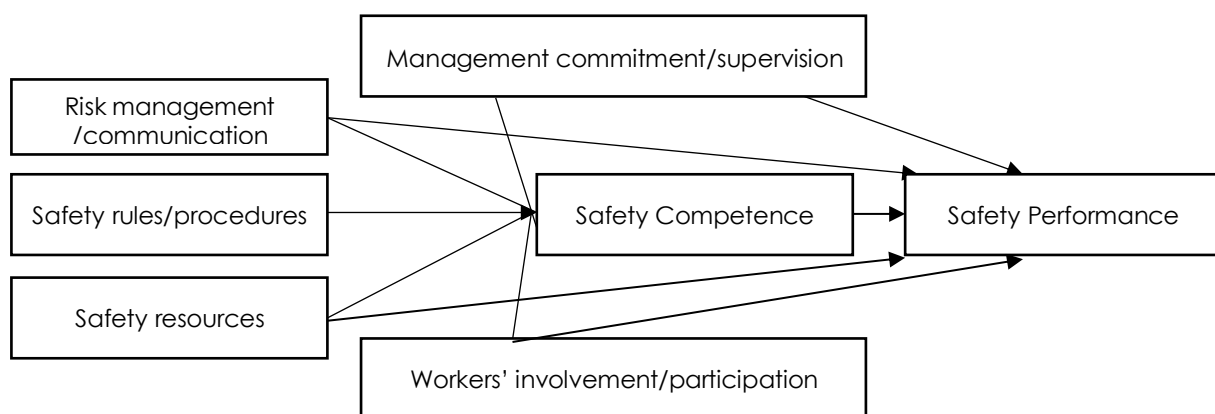 Management commitment/supervision
Risk management
/communication
Safety rules/procedures
Safety Competence
Safety Performance
Safety resources
Workers’ involvement/participation